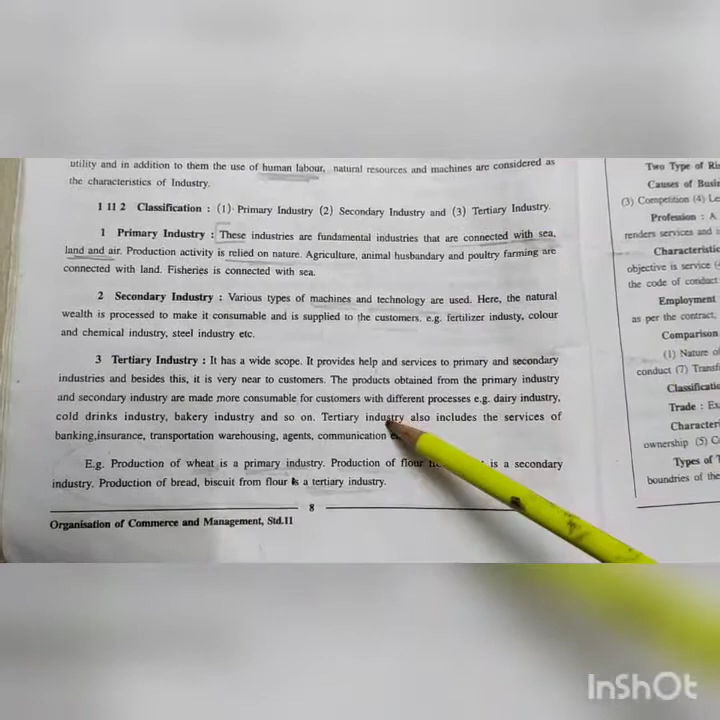 utility and in addition to them the use of human labour, natural resources and machines are considered as
the characteristics of Industry.
1 11 2 Classification : (1) Primary Industry (2) Secondary Industry and (3) Tertiary Industry.
1 Primary Industry : These industries are fundamental industries that are connected with sea,
land and air. Production activity is relied on nature. Agriculture, animal husbandary and poultry farming are
connected with land. Fisheries is connected with sea.
2 Secondary Industry : Various types of machines and technology are used. Here, the natural
wealth is processed to make it consumable and is supplied to the customers. e.g. fertilizer industy, colour
and chemical industry, steel industry etc.
3 Tertiary Industry : It has a wide scope. It provides help and services to primary and secondary
industries and besides this, it is very near to customers. The products obtained from the primary industry
and secondary industry are made more consumable for customers with different processes e.g. dairy industry,
cold drinks industry, bakery industry and so on. Tertiary industry also includes the services of
banking,insurance, transportation warehousing, agents, communication
E.g. Production of wheat is a primary industry. Production of flour is a secondary
industry. Production of bread, biscuit from flour is a tertiary industry.
8
Organisation of Commerce and Management, Std.11
Two Type of
Causes of
(3) Competition (4)
Profession : A
renders services and
objective is service
the code of conduct
Employment
as per the contract,
Comparison
(1) Nature
conduct (7)
Trade :
ownership (5)
Types of
boundries of the
InShOt